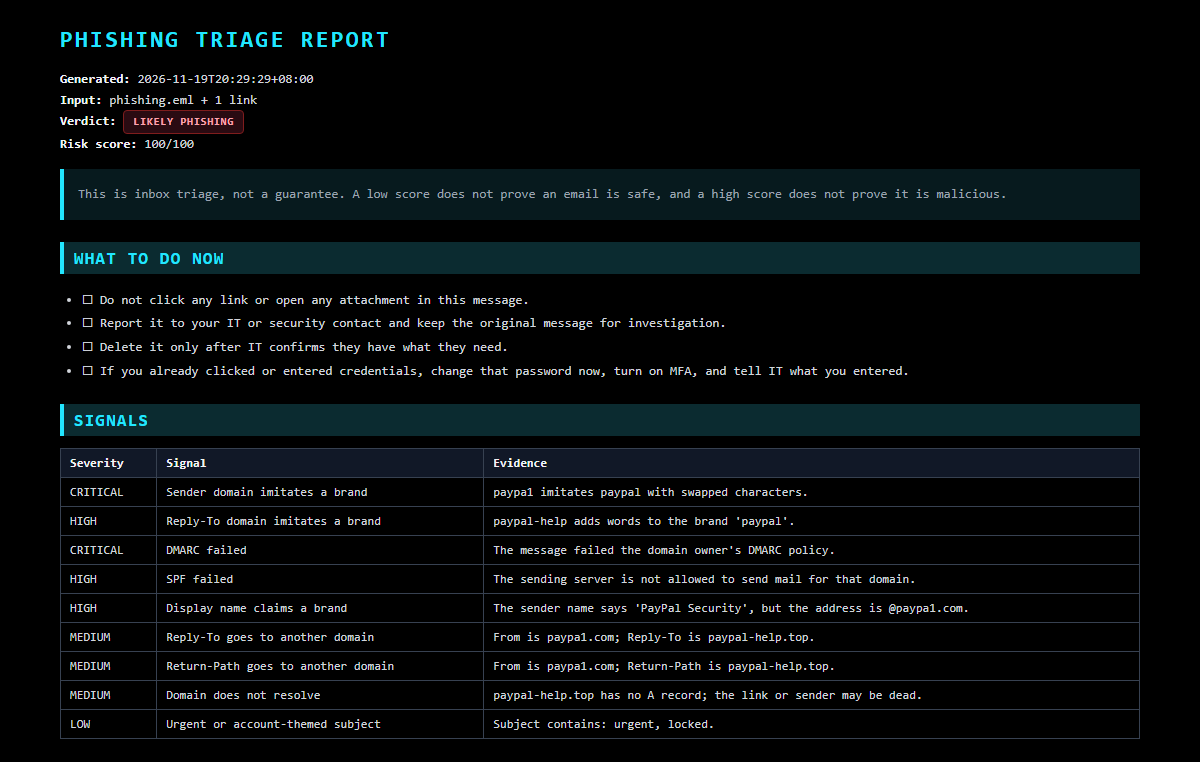 PHISHING TRIAGE REPORT
Generated: 2026-11-19T20:29:29+08:00
Input: phishing.eml + 1 link
Verdict: LIKELY PHISHING
Risk score: 100/100
This is inbox triage, not a guarantee. A low score does not prove an email is safe, and a high score does not prove it is malicious.
WHAT TO DO NOW
• ☐ Do not click any link or open any attachment in this message.
• ☐ Report it to your IT or security contact and keep the original message for investigation.
• ☐ Delete it only after IT confirms they have what they need.
• ☐ If you already clicked or entered credentials, change that password now, turn on MFA, and tell IT what you entered.
SIGNALS
Severity Signal Evidence
CRITICAL Sender domain imitates a brand paypa1 imitates paypal with swapped characters.
HIGH Reply-To domain imitates a brand paypal-help adds words to the brand 'paypal'.
CRITICAL DMARC failed The message failed the domain owner's DMARC policy.
HIGH SPF failed The sending server is not allowed to send mail for that domain.
HIGH Display name claims a brand The sender name says 'PayPal Security', but the address is @paypa1.com.
MEDIUM Reply-To goes to another domain From is paypa1.com; Reply-To is paypal-help.top.
MEDIUM Return-Path goes to another domain From is paypa1.com; Return-Path is paypal-help.top.
MEDIUM Domain does not resolve paypal-help.top has no A record; the link or sender may be dead.
LOW Urgent or account-themed subject Subject contains: urgent, locked.